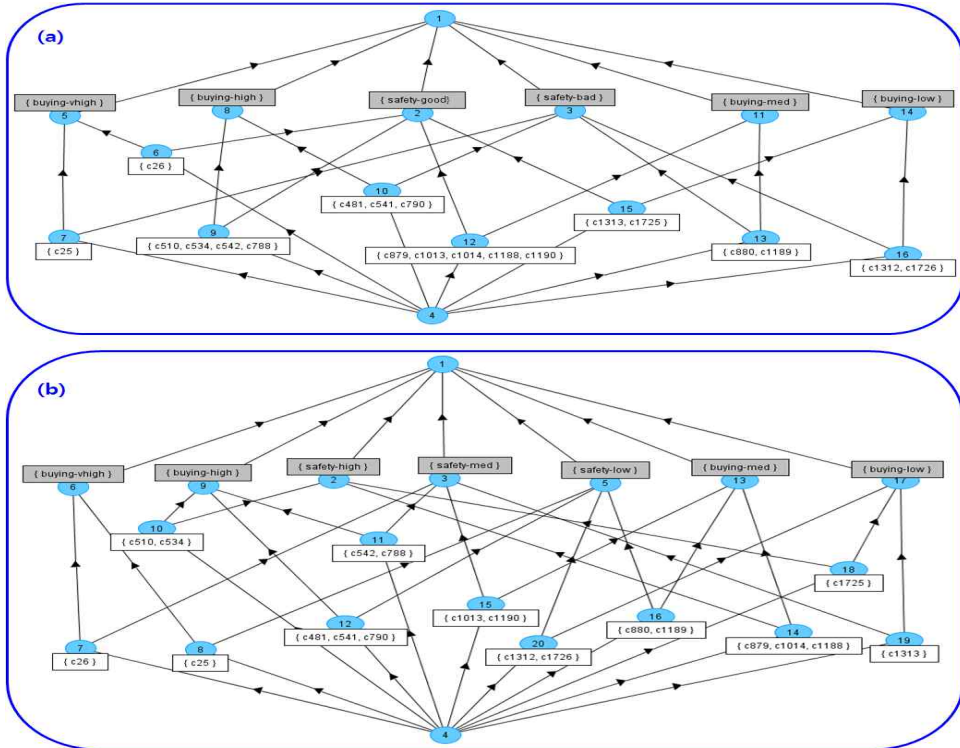 (a)
1
{ buying-vhigh }
{ buying-high }
{ safety-good}
{ safety-bad }
{ buying-med }
{ buying-low }
5
8
2
3
11
14
6
{ c26 }
10
{ c481, c541, c790 }
15
{ c1313, c1725 }
7
{ c25 }
9
{ c510, c534, c542, c788 }
12
{ c879, c1013, c1014, c1188, c1190 }
13
{ c880, c1189 }
16
{ c1312, c1726 }
4
(b)
1
{ buying-vhigh }
{ buying-high }
{ safety-high }
{ safety-med }
{ safety-low }
{ buying-med }
{ buying-low }
6
9
2
3
5
13
17
10
{ c510, c534 }
11
{ c542, c788 }
18
{ c1725 }
15
{ c1013, c1190 }
12
{ c481, c541, c790 }
16
{ c880, c1189 }
14
{ c879, c1014, c1188 }
7
{ c26 }
8
{ c25 }
20
{ c1312, c1726 }
19
{ c1313 }
4